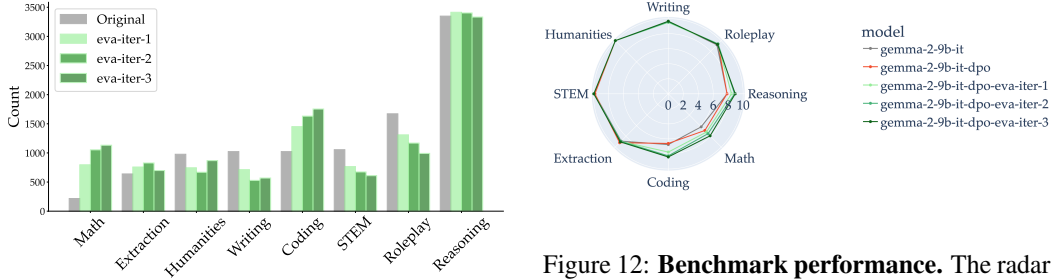 Count
3500
3000
2500
2000
1500
1000
500
0
Original
eva-iter-1
eva-iter-2
eva-iter-3
Math
Extraction
Humanities
Writing
Coding
STEM
Roleplay
Reasoning
Writing
Humanities
Roleplay
STEM
0 2 4 6 8 10
Reasoning
Extraction
Math
Coding
model
gemma-2-9b-it
gemma-2-9b-it-dpo
gemma-2-9b-it-dpo-eva-iter-1
gemma-2-9b-it-dpo-eva-iter-2
gemma-2-9b-it-dpo-eva-iter-3
Figure 12: Benchmark performance. The radar